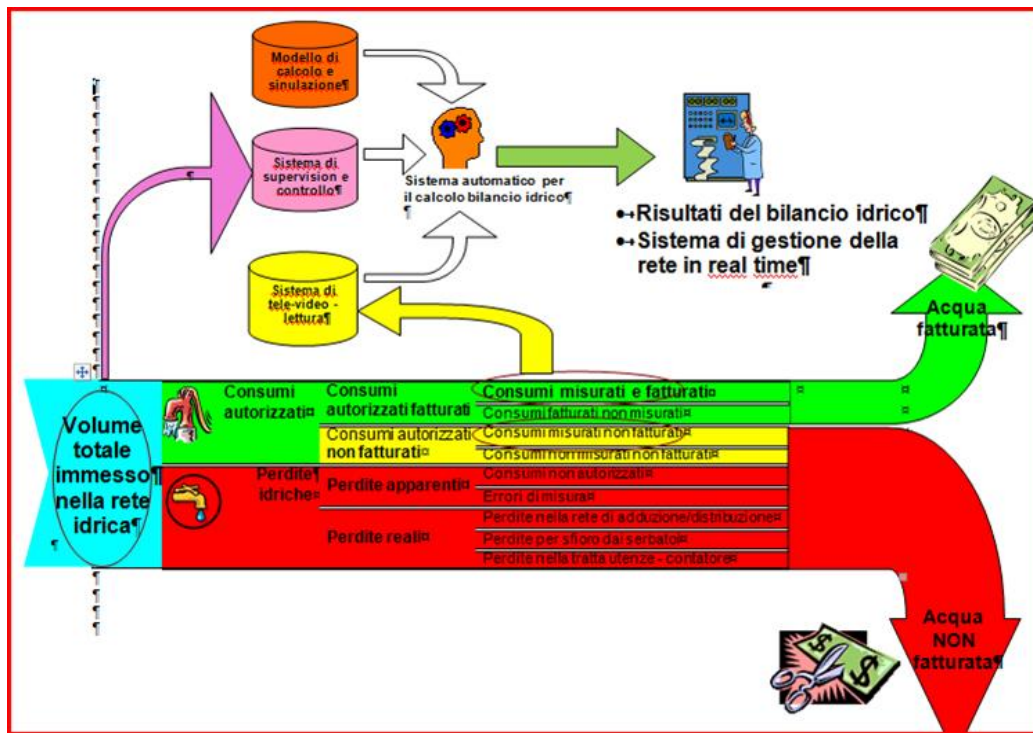 Modello di
calcolo e
sinulazione¶
Sistema di
supervision e
controllo¶
Sistema automatico per
il calcolo bilancio idrico¶
¶
Sistema di
tele-video -
lettura¶
•→Risultati del bilancio idrico¶
•→Sistema di gestione della
rete in real time¶
¶
Acqua
fatturata¶
Volume
totale
immesso¶
nella rete
idrica¶
¶
Consumi
autorizzati¤
Consumi
autorizzati fatturati
Consumi misurati e fatturati¤
Consumi fatturati non misurati¤
Consumi autorizzati
non fatturati¤
Consumi misurati non fatturati¤
Consumi non misurati non fatturati¤
Perdite¶
idriche¤
Perdite apparenti¤
Consumi non autorizzati¤
Errori di misura¤
Perdite reali¤
Perdite nella rete di adduzione/distribuzione¤
Perdite per sfioro dai serbatoi¤
Perdite nella tratta utenze - contatore¤
Acqua
NON
fatturata¶